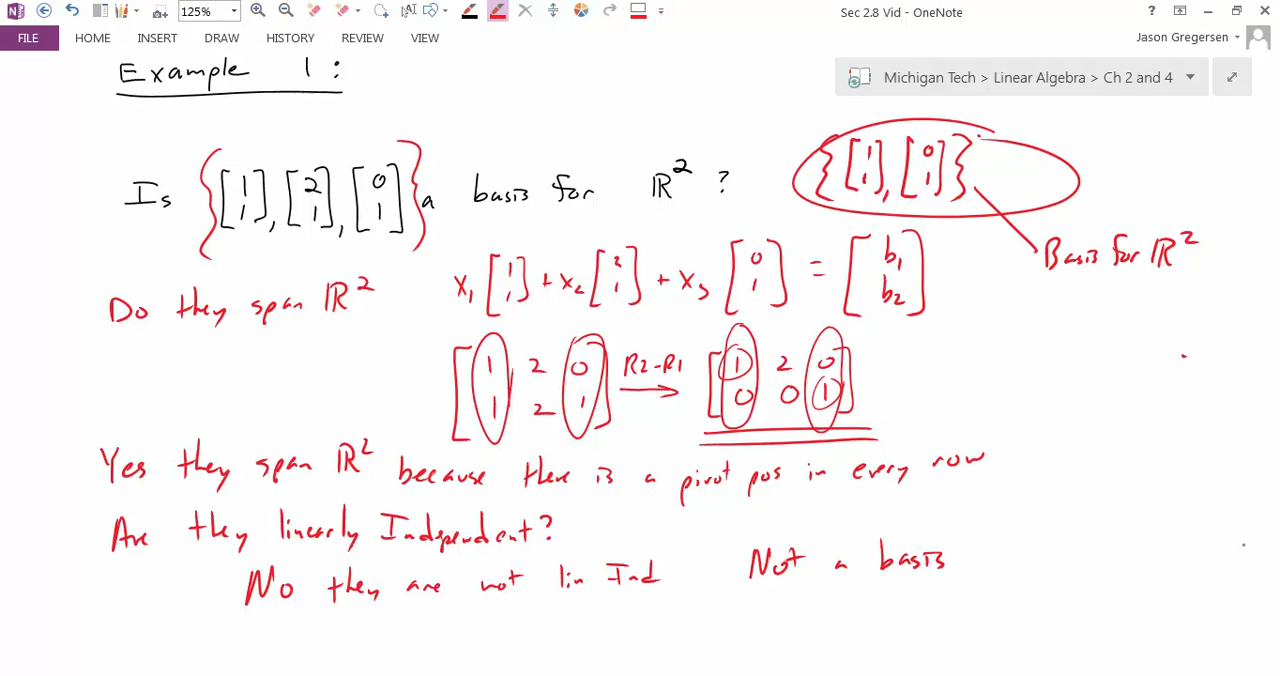 125%
Sec 2.8 Vid - OneNote
FILE HOME INSERT DRAW HISTORY REVIEW VIEW
Jason Gregersen
Michigan Tech > Linear Algebra > Ch 2 and 4
Example 1:
Is {[1 1], [2 1], [0 1]} a basis for ℝ² ?
{[1 1], [0 1]}
Basis for ℝ²
Do they span ℝ²
x₁ [1 1] + x₂ [2 1] + x₃ [0 1] = [b₁ b₂]
[1 2 0 R2-R1 [1 2 0
1 2 1] → 0 0 1]
Yes they span ℝ² because there is a pivot pos in every row
Are they linearly Independent?
No they are not lin Ind
Not a basis